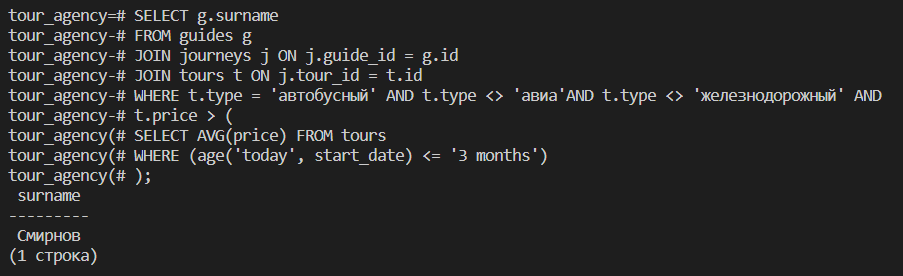 tour_agency=# SELECT g.surname
tour_agency-# FROM guides g
tour_agency-# JOIN journeys j ON j.guide_id = g.id
tour_agency-# JOIN tours t ON j.tour_id = t.id
tour_agency-# WHERE t.type = 'автобусный' AND t.type <> 'авиа'AND t.type <> 'железнодорожный' AND
tour_agency-# t.price > (
tour_agency(# SELECT AVG(price) FROM tours
tour_agency(# WHERE (age('today', start_date) <= '3 months')
tour_agency(# );
surname
---------
Смирнов
(1 строка)